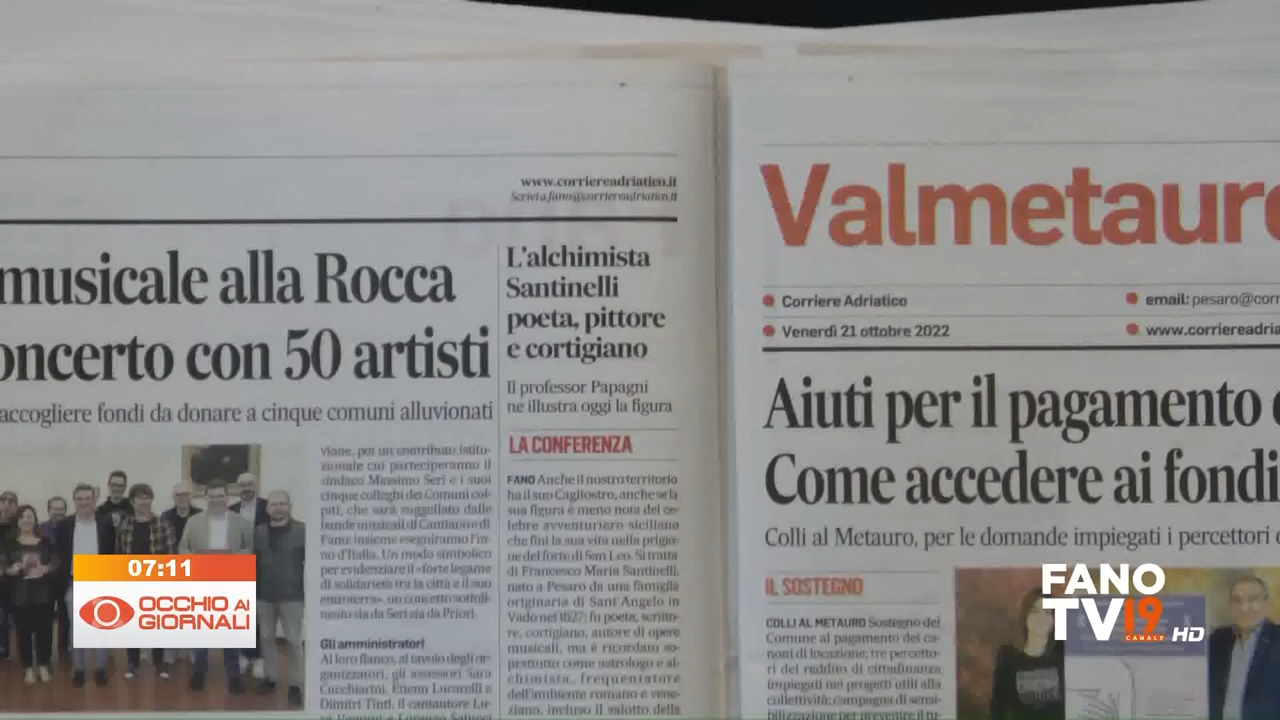 www.corriereadriatico.it
Scrivi a fano@corriereadriatico.it
musicale alla Rocca
oncerto con 50 artisti
accogliere fondi da donare a cinque comuni alluvionati
vione, poi un contributo istitu-
zionale cui parteciperanno il
sindaco Massimo Seri e i suoi
cinque colleghi dei Comuni col-
piti, che sarà suggellato dalle
bande musicali di Cantiano e di
Fano: insieme eseguiranno l'in-
no d'Italia. Un modo simbolico
per evidenziare il «forte legame
di solidarietà tra la città e il suo
entroterra», un concetto sottoli-
neato sia da Seri sia da Priori.
Gli amministratori
Al loro fianco, al tavolo degli or-
ganizzatori, gli assessori Sara
Cucchiarini, Etienn Lucarelli e
Dimitri Tinti, il cantautore Lu-
L'alchimista
Santinelli
poeta, pittore
e cortigiano
Il professor Papagni
ne illustra oggi la figura
LA CONFERENZA
FANO Anche il nostro territorio
ha il suo Cagliostro, anche se la
sua figura è meno nota del ce-
lebre avventuriero siciliano
che finì la sua vita nella prigio-
ne del forte di San Leo. Si tratta
di Francesco Maria Santinelli,
nato a Pesaro da una famiglia
originaria di Sant'Angelo in
Vado nel 1627: fu poeta, scritto-
re, cortigiano, autore di opere
musicali, ma è ricordato so-
prattutto come astrologo e al-
chimista, frequentatore
dell'ambiente romano e vene-
ziano, incluso il salotto della
Valmetauro
Corriere Adriatico
email: pesaro@corr
Venerdì 21 ottobre 2022
www.corriereadria
Aiuti per il pagamento
Come accedere ai fondi
Colli al Metauro, per le domande impiegati i percettori
IL SOSTEGNO
COLLI AL METAURO Sostegno del
Comune al pagamento dei ca-
noni di locazione: tre percetto-
ri del reddito di cittadinanza
impiegati nei progetti utili alla
collettività: campagna di sensi-
bilizzazione per prevenire il tu-
07:11
OCCHIO AI
GIORNALI
FANO
TV19
CANALE HD